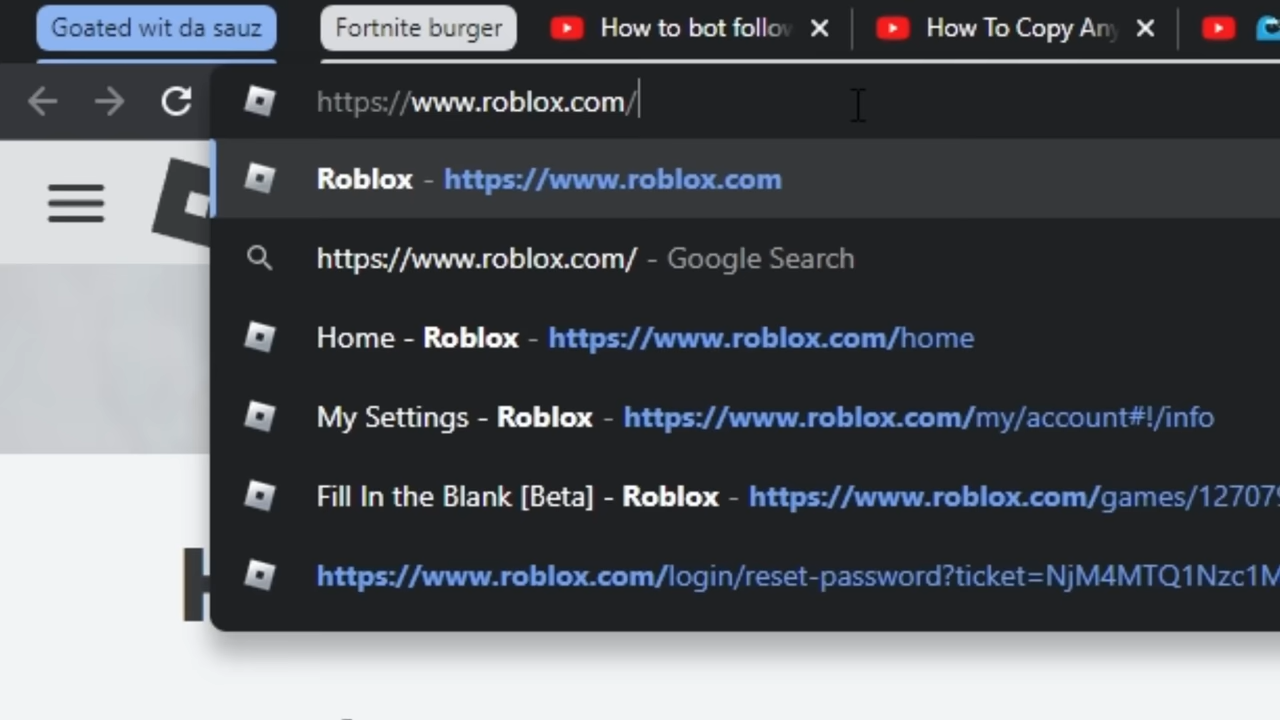 Goated wit da sauz
Fortnite burger
How to bot follov
How To Copy Any
https://www.roblox.com/
Roblox - https://www.roblox.com
https://www.roblox.com/ - Google Search
Home - Roblox - https://www.roblox.com/home
My Settings - Roblox - https://www.roblox.com/my/account#!/info
Fill In the Blank [Beta] - Roblox - https://www.roblox.com/games/127079
https://www.roblox.com/login/reset-password?ticket=NjM4MTQ1Nzc1M
H